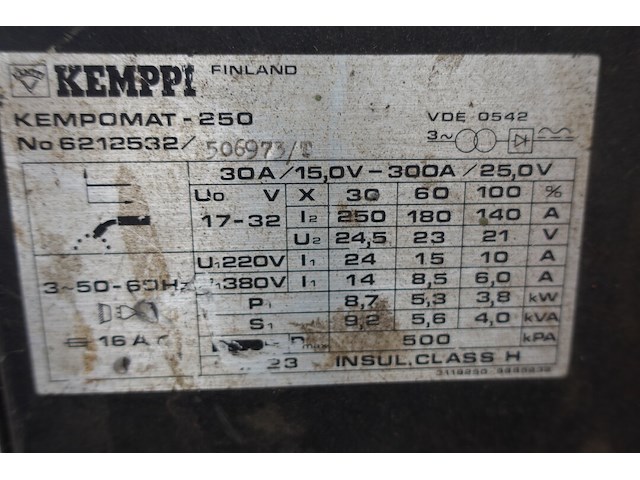 KEMPPI FINLAND
KEMPOMAT-250 VDE 0542
No 6212532/ 506973/T 3~
30A/15,0V-300A/25,0V
U₀ V X 30 60 100 %
17-32 I₂ 250 180 140 A
U₂ 24,5 23 21 V
3~50-60Hz U₁220V I₁ 24 15 10 A
380V I₁ 14 8,5 6,0 A
P₁ 8,7 5,3 3,8 kW
16A S₁ 9,2 5,6 4,0 kVA
500 kPA
23 INSUL.CLASS H